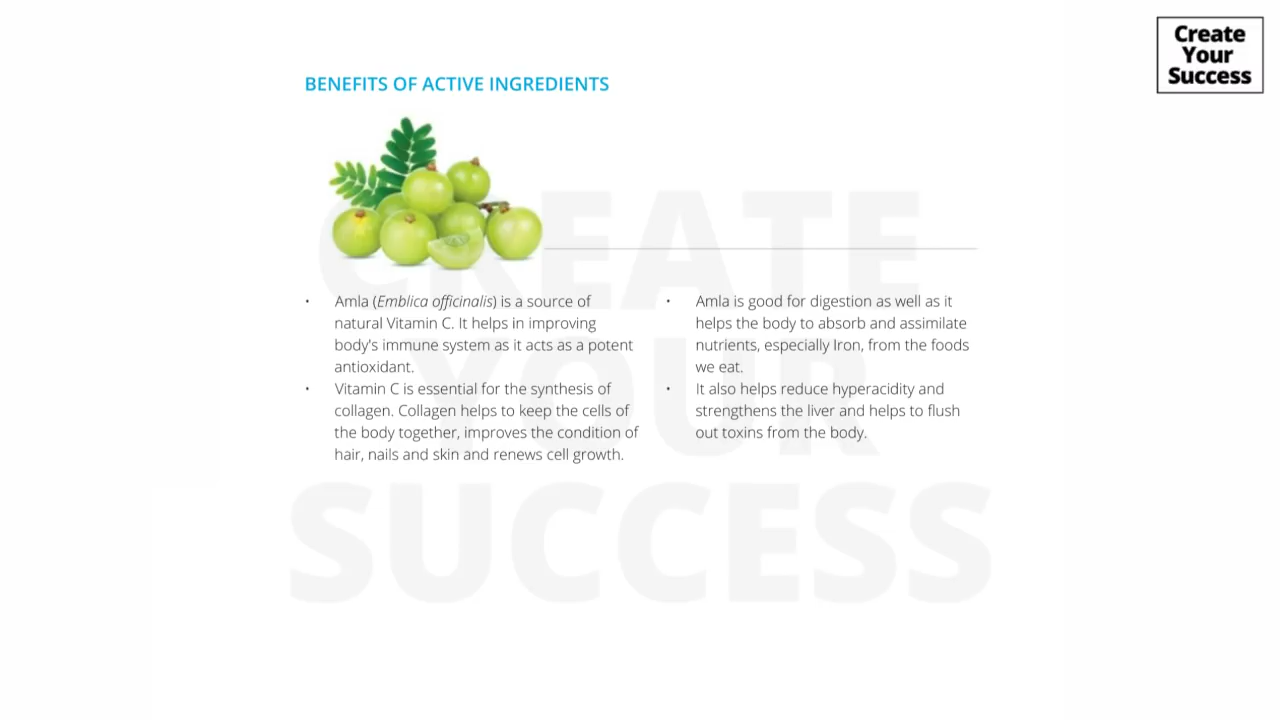 Create
Your
Success
BENEFITS OF ACTIVE INGREDIENTS
CREATE
YOUR
SUCCESS
• Amla (Emblica officinalis) is a source of
natural Vitamin C. It helps in improving
body's immune system as it acts as a potent
antioxidant.
• Vitamin C is essential for the synthesis of
collagen. Collagen helps to keep the cells of
the body together, improves the condition of
hair, nails and skin and renews cell growth.
• Amla is good for digestion as well as it
helps the body to absorb and assimilate
nutrients, especially Iron, from the foods
we eat.
• It also helps reduce hyperacidity and
strengthens the liver and helps to flush
out toxins from the body.